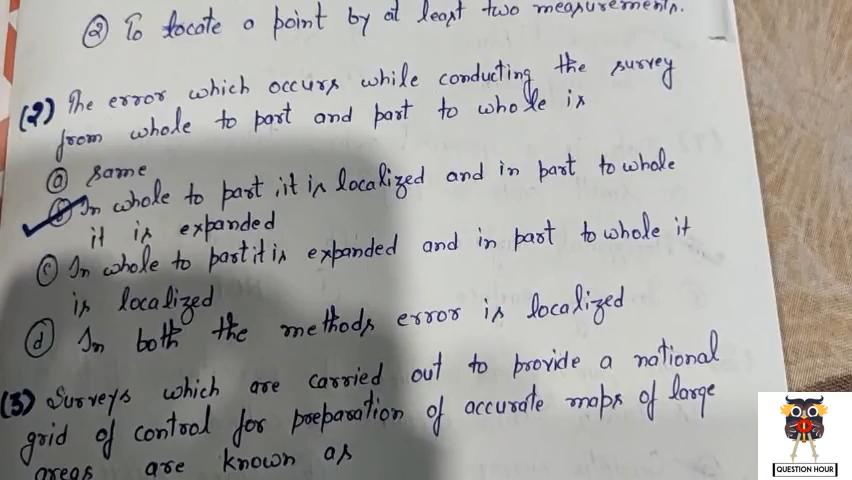 ② To locate a point by at least two measurements.
(2) The error which occurs while conducting the survey
from whole to part and part to whole is
ⓐ same
ⓑ In whole to part, it is localized and in part to whole
it is expanded
ⓒ In whole to part it is expanded and in part to whole it
is localized
ⓓ In both the methods error is localized
(3) Surveys which are carried out to provide a national
grid of control for preparation of accurate maps of large
areas are known as
QUESTION HOUR